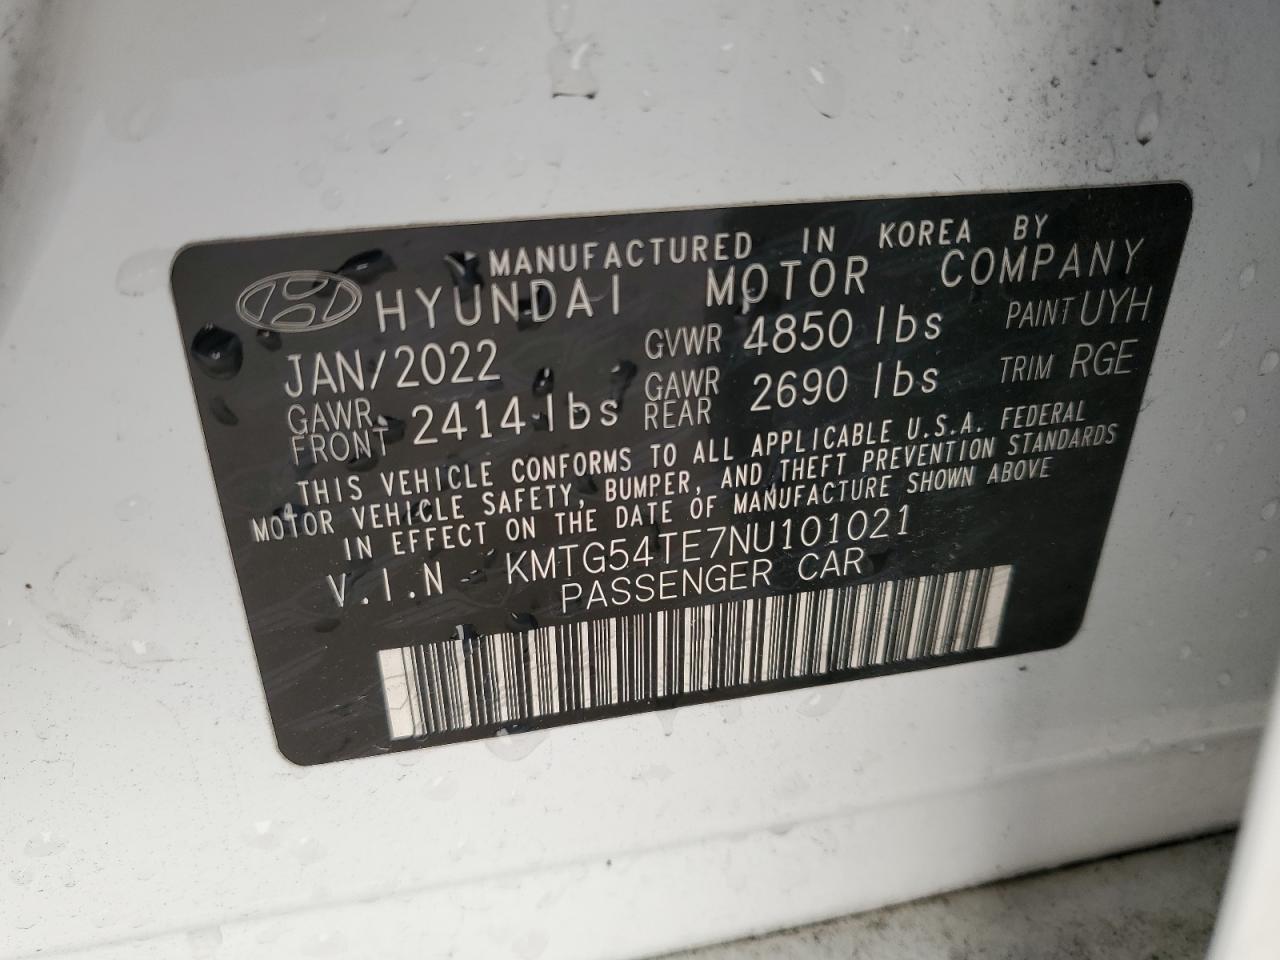 MANUFACTURED IN KOREA BY
HYUNDAI MOTOR COMPANY
JAN/2022 GVWR 4850 lbs PAINT UYH
GAWR FRONT 2414 lbs GAWR REAR 2690 lbs TRIM RGE
THIS VEHICLE CONFORMS TO ALL APPLICABLE U.S.A. FEDERAL
MOTOR VEHICLE SAFETY, BUMPER, AND THEFT PREVENTION STANDARDS
IN EFFECT ON THE DATE OF MANUFACTURE SHOWN ABOVE
V.I.N KMTG54TE7NU101021
PASSENGER CAR